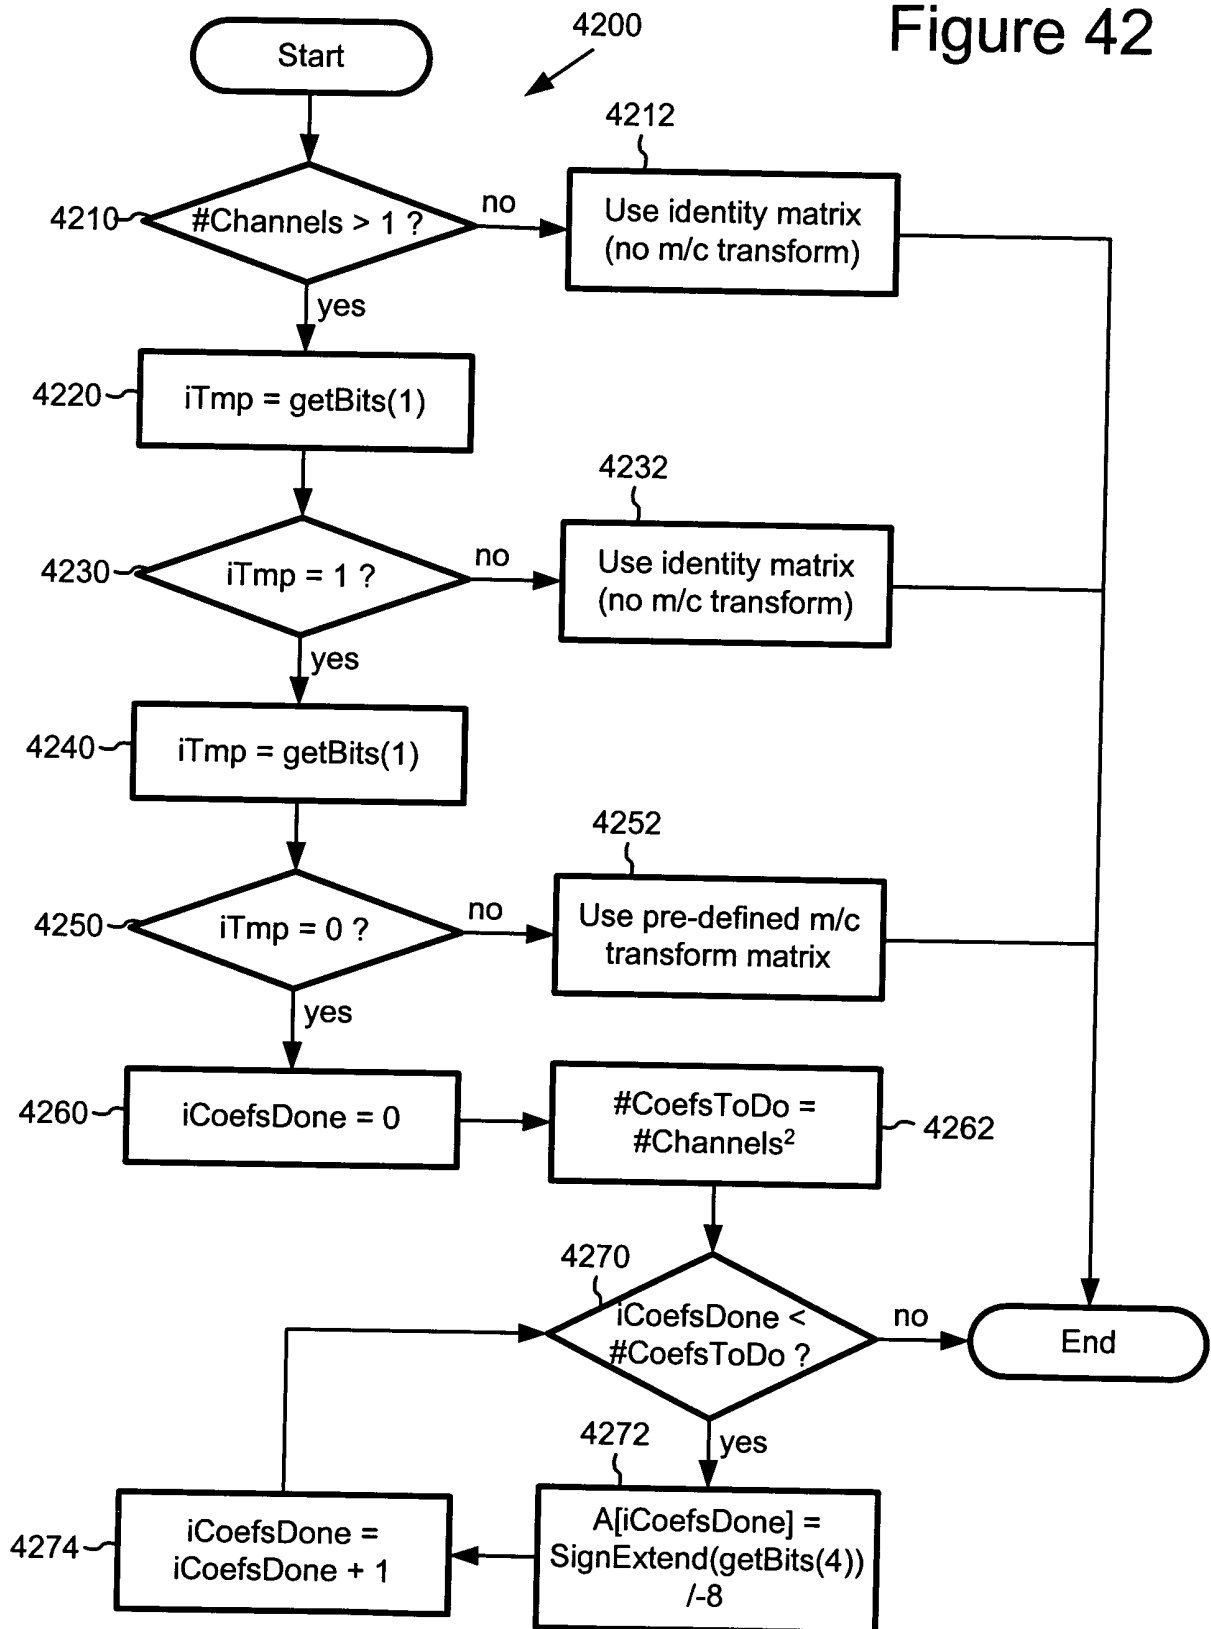 Figure 42
4200
Start
4210
#Channels > 1 ?
no
4212
Use identity matrix
(no m/c transform)
yes
4220
iTmp = getBits(1)
4230
iTmp = 1 ?
no
4232
Use identity matrix
(no m/c transform)
yes
4240
iTmp = getBits(1)
4250
iTmp = 0 ?
no
4252
Use pre-defined m/c
transform matrix
yes
4260
iCoefsDone = 0
#CoefsToDo =
#Channels²
4262
4270
iCoefsDone <
#CoefsToDo ?
no
End
yes
4272
A[iCoefsDone] =
SignExtend(getBits(4))
/-8
4274
iCoefsDone =
iCoefsDone + 1